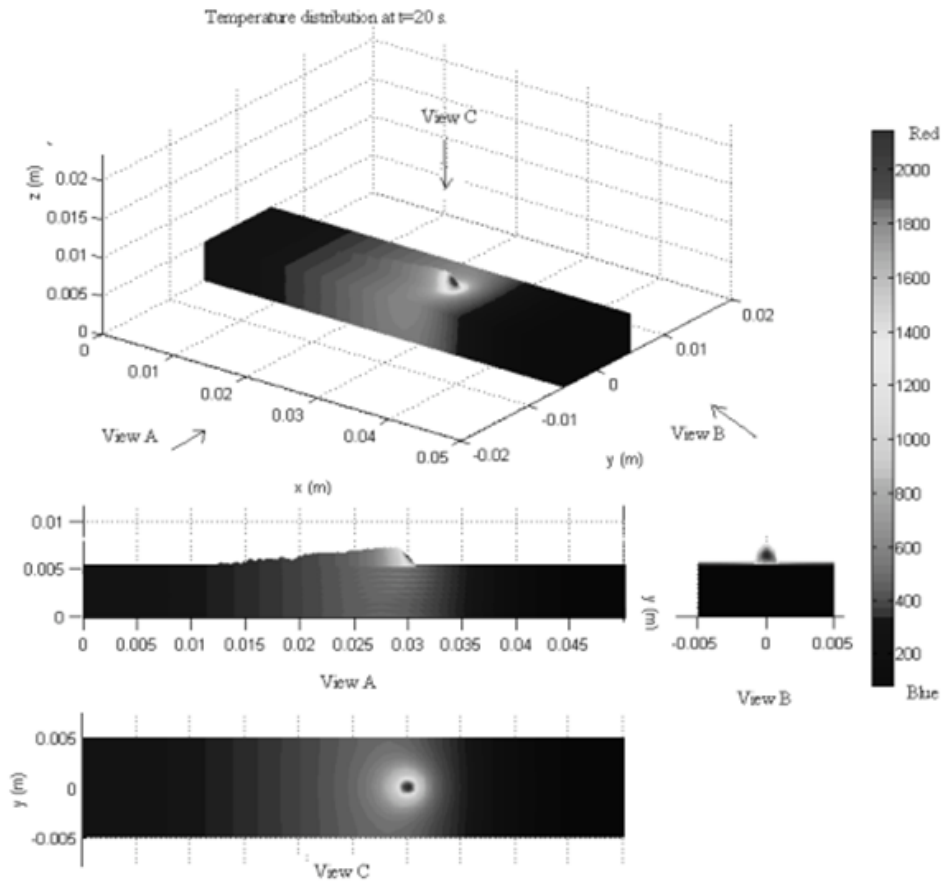 Temperature distribution at t=20 s.
View C
Red
z (m)
0.02
0.015
0.01
0.005
0
0
0.01
0.02
0.03
0.04
0.05
x (m)
-0.02
-0.01
0
0.01
0.02
y (m)
View A
View B
2000
1800
1600
1400
1200
1000
800
600
400
200
Blue
0.01
0.005
0
0 0.005 0.01 0.015 0.02 0.025 0.03 0.035 0.04 0.045
View A
y (m)
-0.005 0 0.005
View B
0.005
0
-0.005
y (m)
View C